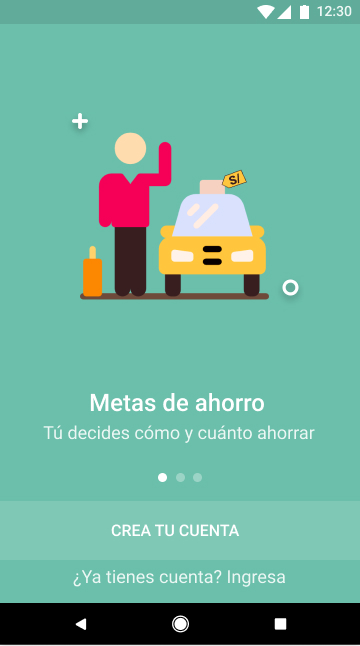 12:30
S/
Metas de ahorro
Tú decides cómo y cuánto ahorrar
CREA TU CUENTA
¿Ya tienes cuenta? Ingresa